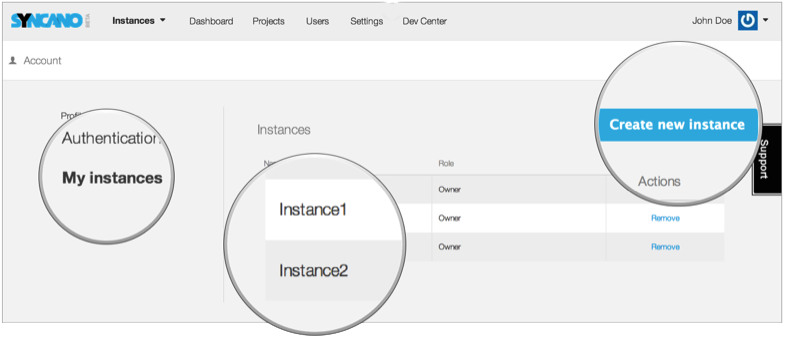 SYNCANO BETA Instances Dashboard Projects Users Settings Dev Center John Doe
Account
Authentication
My instances
Instances
Create new instance
Role
Actions
Owner
Instance1 Owner Remove
Instance2 Owner Remove
Support